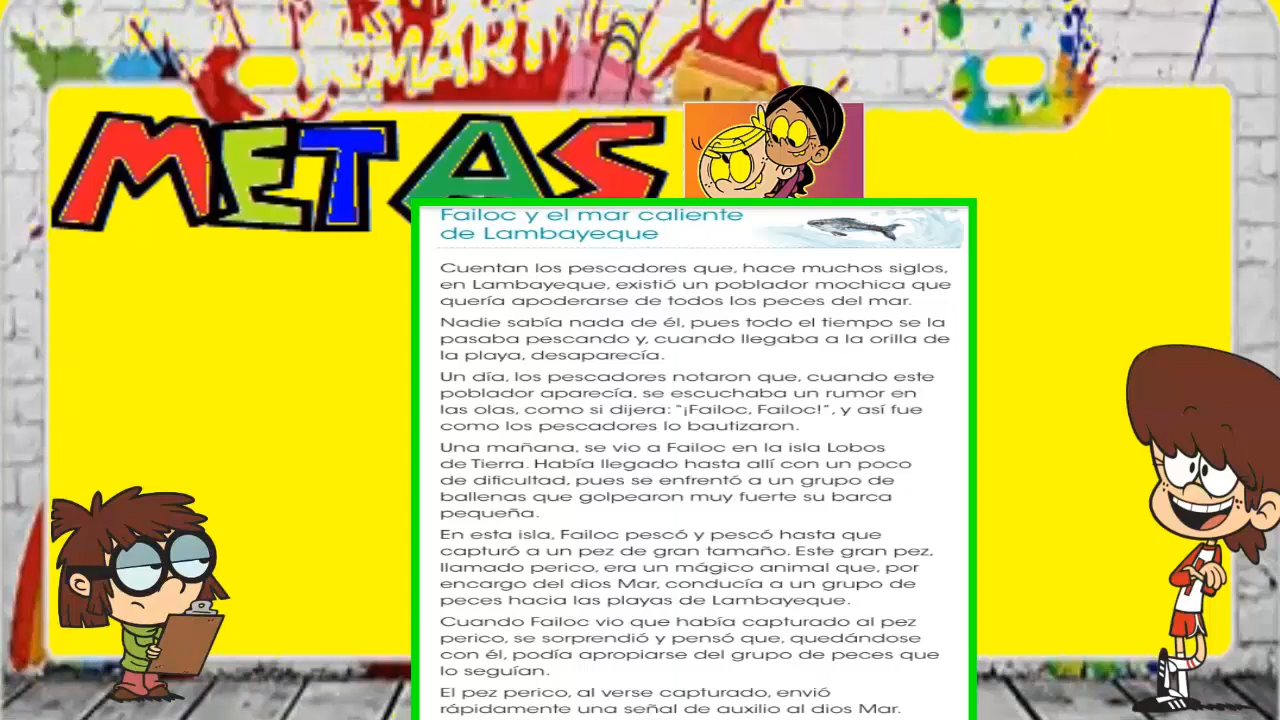 METAS
Failoc y el mar caliente
de Lambayeque
Cuentan los pescadores que, hace muchos siglos,
en Lambayeque, existió un poblador mochica que
quería apoderarse de todos los peces del mar.
Nadie sabía nada de él, pues todo el tiempo se la
pasaba pescando y, cuando llegaba a la orilla de
la playa, desaparecía.
Un día, los pescadores notaron que, cuando este
poblador aparecía, se escuchaba un rumor en
las olas, como si dijera: “¡Failoc, Failoc!”, y así fue
como los pescadores lo bautizaron.
Una mañana, se vio a Failoc en la isla Lobos
de Tierra. Había llegado hasta allí con un poco
de dificultad, pues se enfrentó a un grupo de
ballenas que golpearon muy fuerte su barca
pequeña.
En esta isla, Failoc pescó y pescó hasta que
capturó a un pez de gran tamaño. Este gran pez,
llamado perico, era un mágico animal que, por
encargo del dios Mar, conducía a un grupo de
peces hacia las playas de Lambayeque.
Cuando Failoc vio que había capturado al pez
perico, se sorprendió y pensó que, quedándose
con él, podía apropiarse del grupo de peces que
lo seguían.
El pez perico, al verse capturado, envió
rápidamente una señal de auxilio al dios Mar.